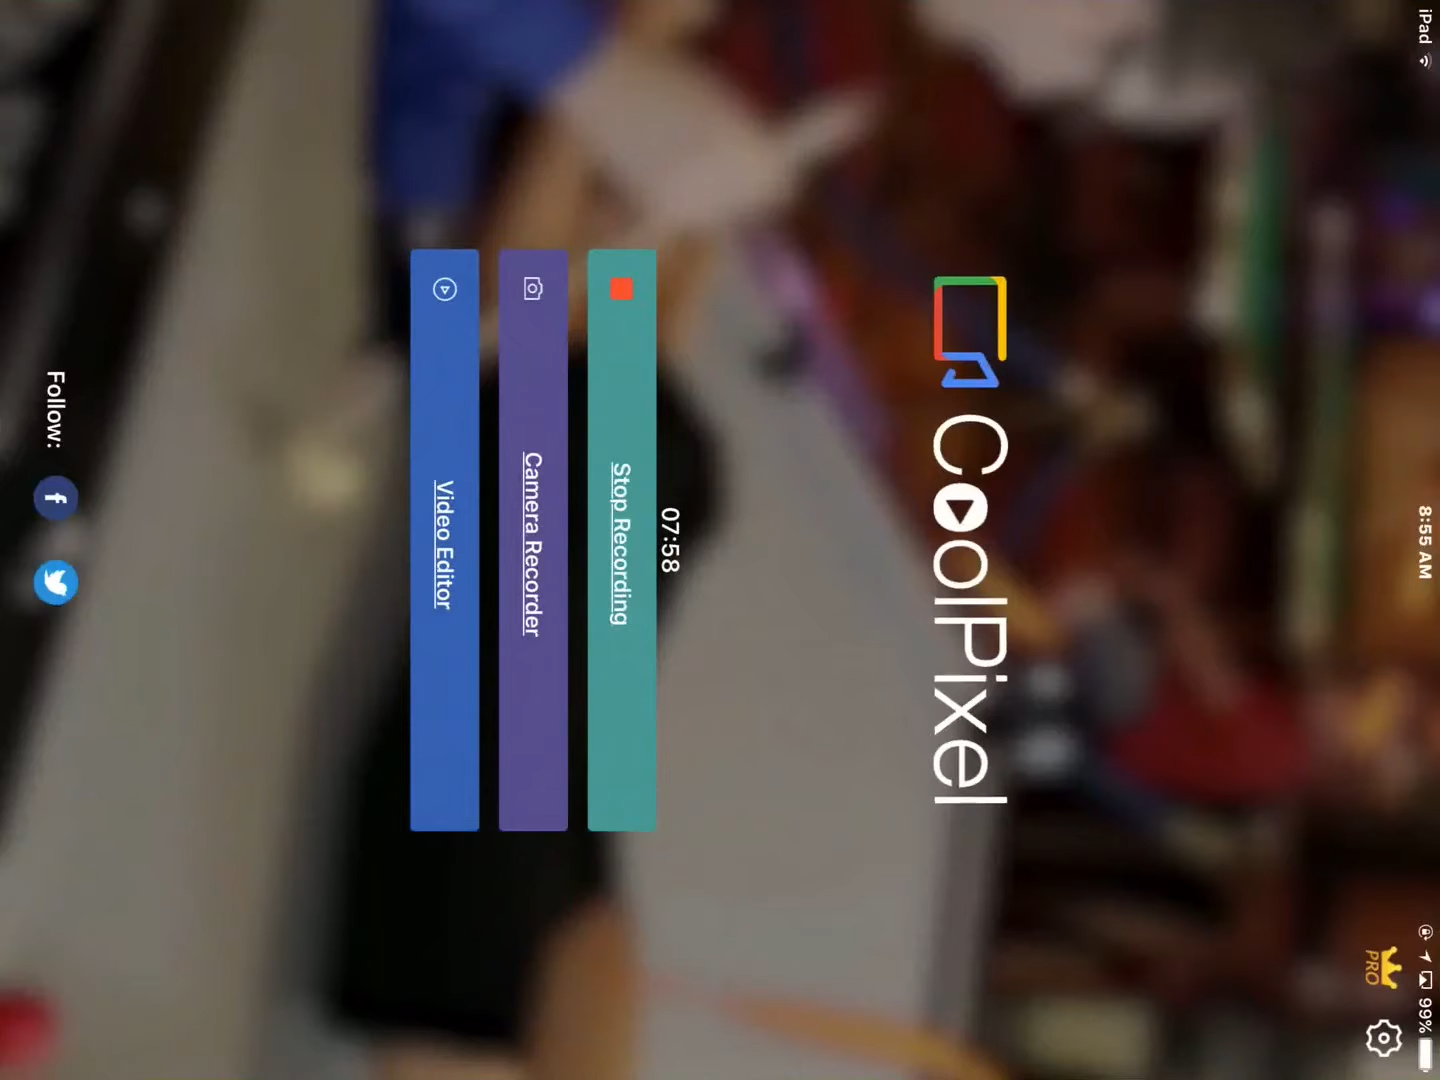 iPad
8:55 AM
99%
PRO
CoolPixel
07:58
Stop Recording
Camera Recorder
Video Editor
Follow: